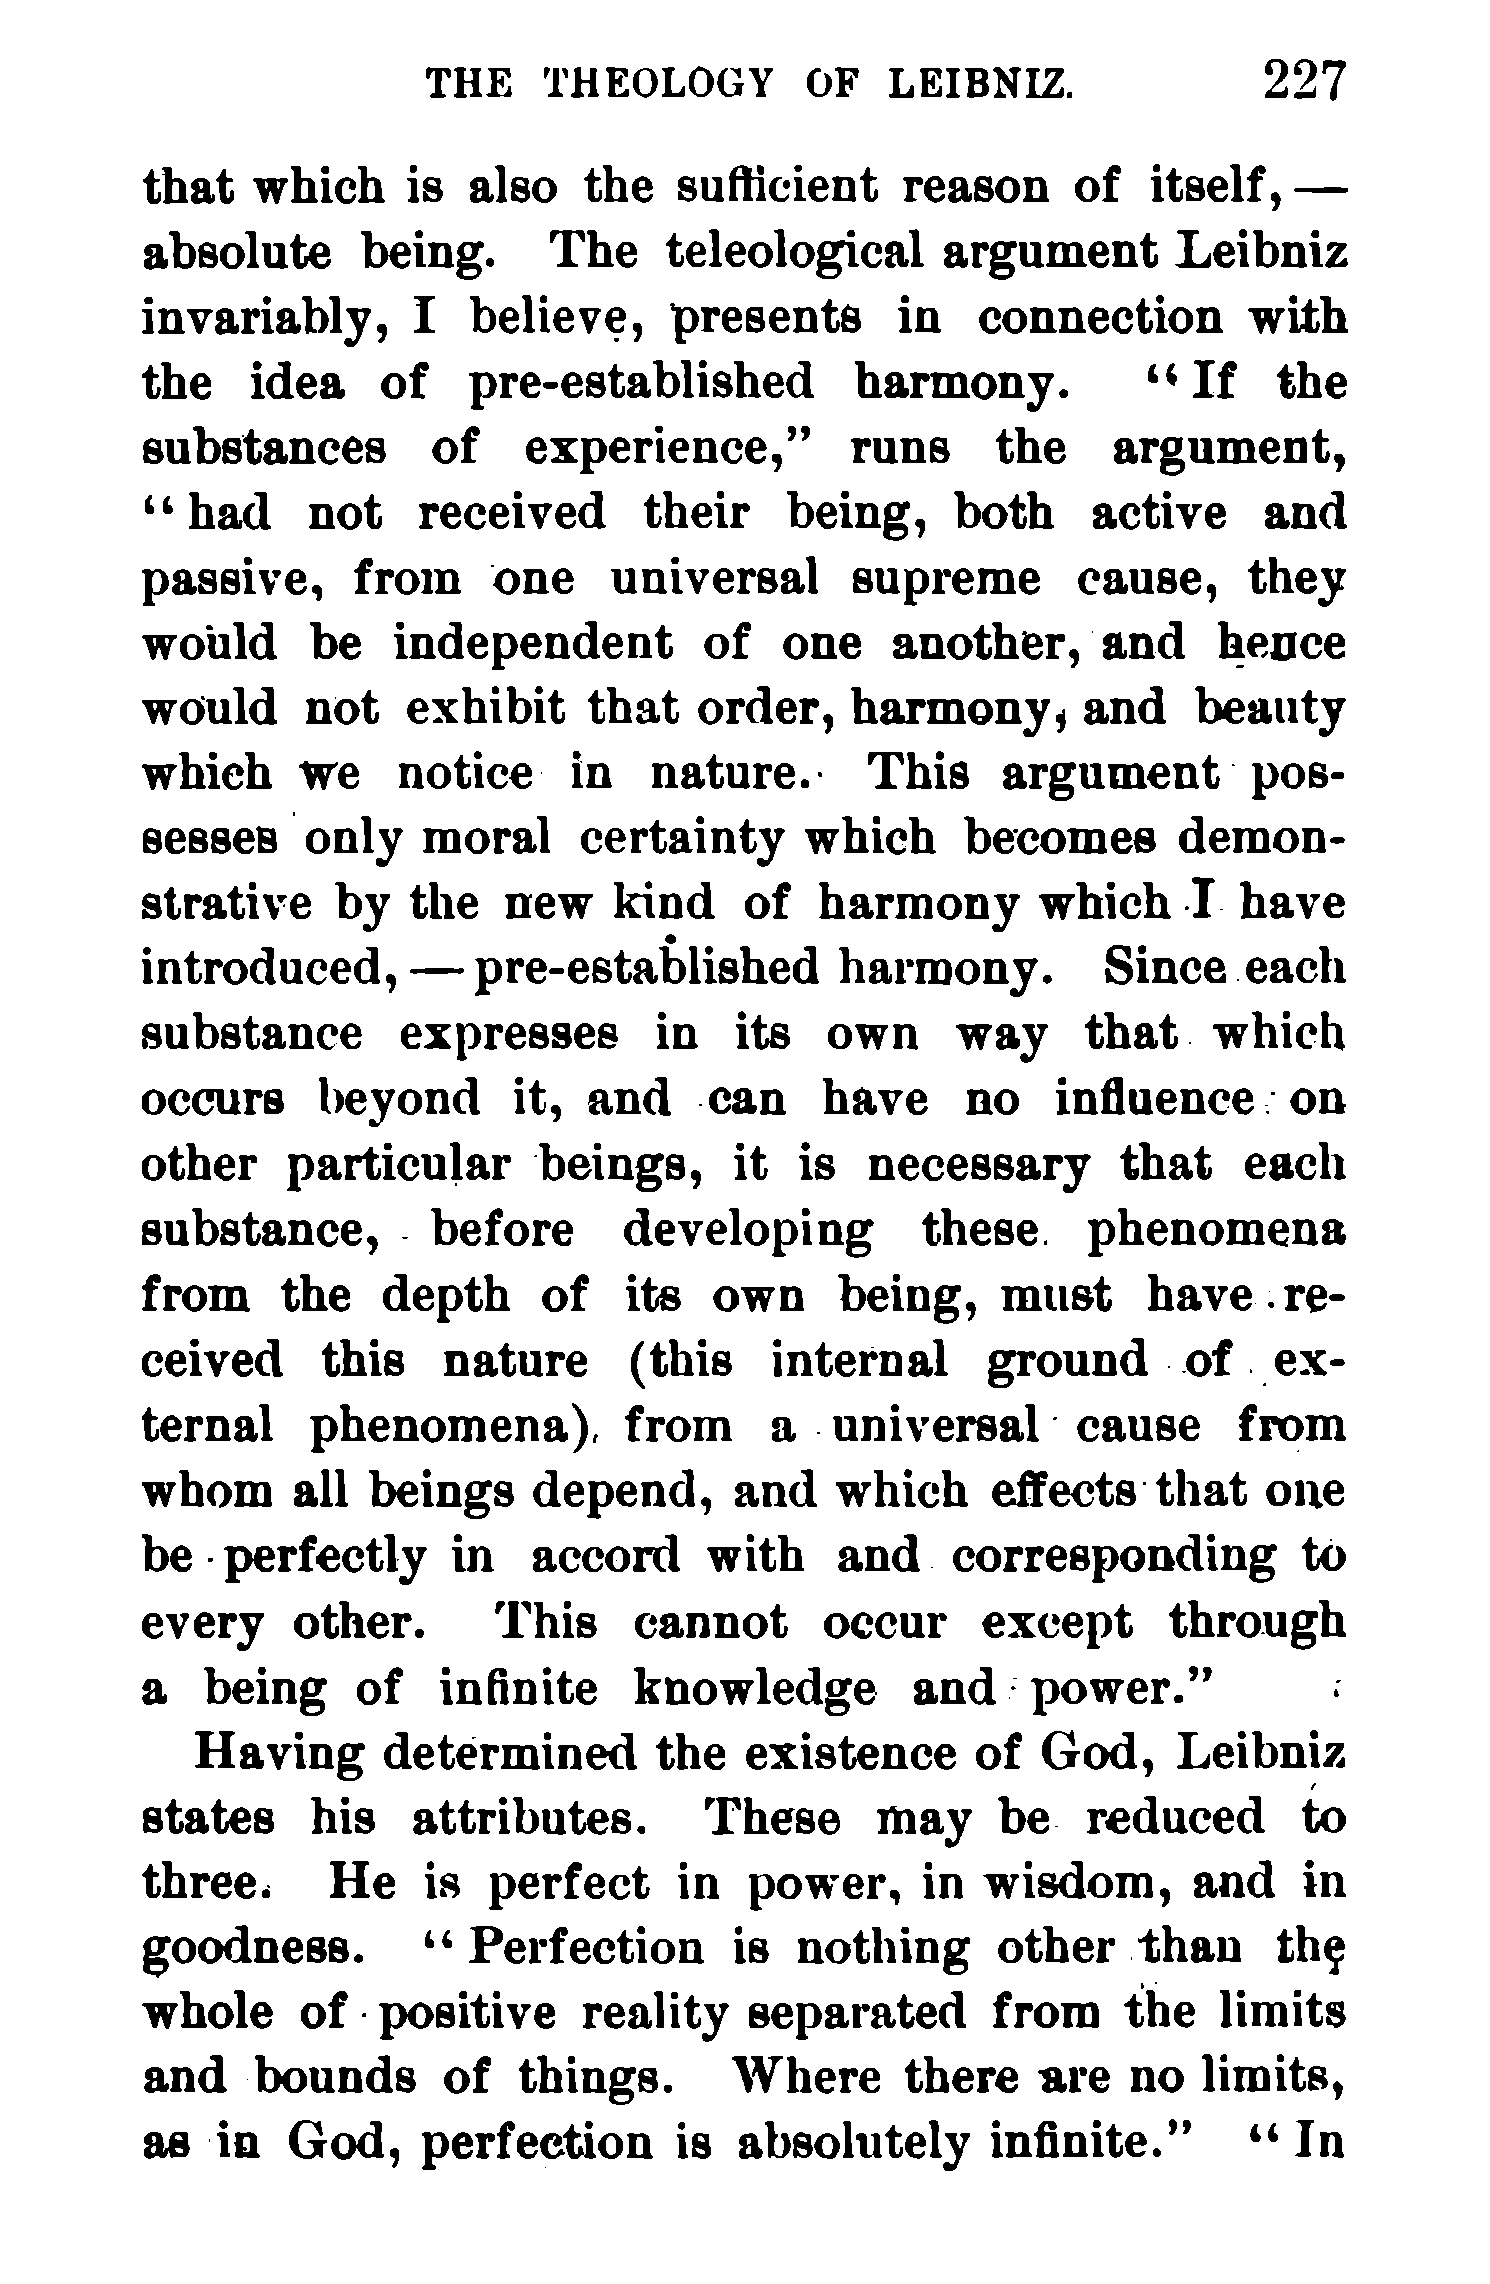 THE THEOLOGY OF LEIBNIZ. 227
that which is also the sufficient reason of itself,—
absolute being. The teleological argument Leibniz
invariably, I believe, presents in connection with
the idea of pre-established harmony. “If the
substances of experience,” runs the argument,
“had not received their being, both active and
passive, from one universal supreme cause, they
would be independent of one another, and hence
would not exhibit that order, harmony, and beauty
which we notice in nature. This argument pos-
sesses only moral certainty which becomes demon-
strative by the new kind of harmony which I have
introduced,— pre-established harmony. Since each
substance expresses in its own way that which
occurs beyond it, and can have no influence on
other particular beings, it is necessary that each
substance, before developing these phenomena
from the depth of its own being, must have re-
ceived this nature (this internal ground of ex-
ternal phenomena), from a universal cause from
whom all beings depend, and which effects that one
be perfectly in accord with and corresponding to
every other. This cannot occur except through
a being of infinite knowledge and power.”
Having determined the existence of God, Leibniz
states his attributes. These may be reduced to
three. He is perfect in power, in wisdom, and in
goodness. “Perfection is nothing other than the
whole of positive reality separated from the limits
and bounds of things. Where there are no limits,
as in God, perfection is absolutely infinite.” “In